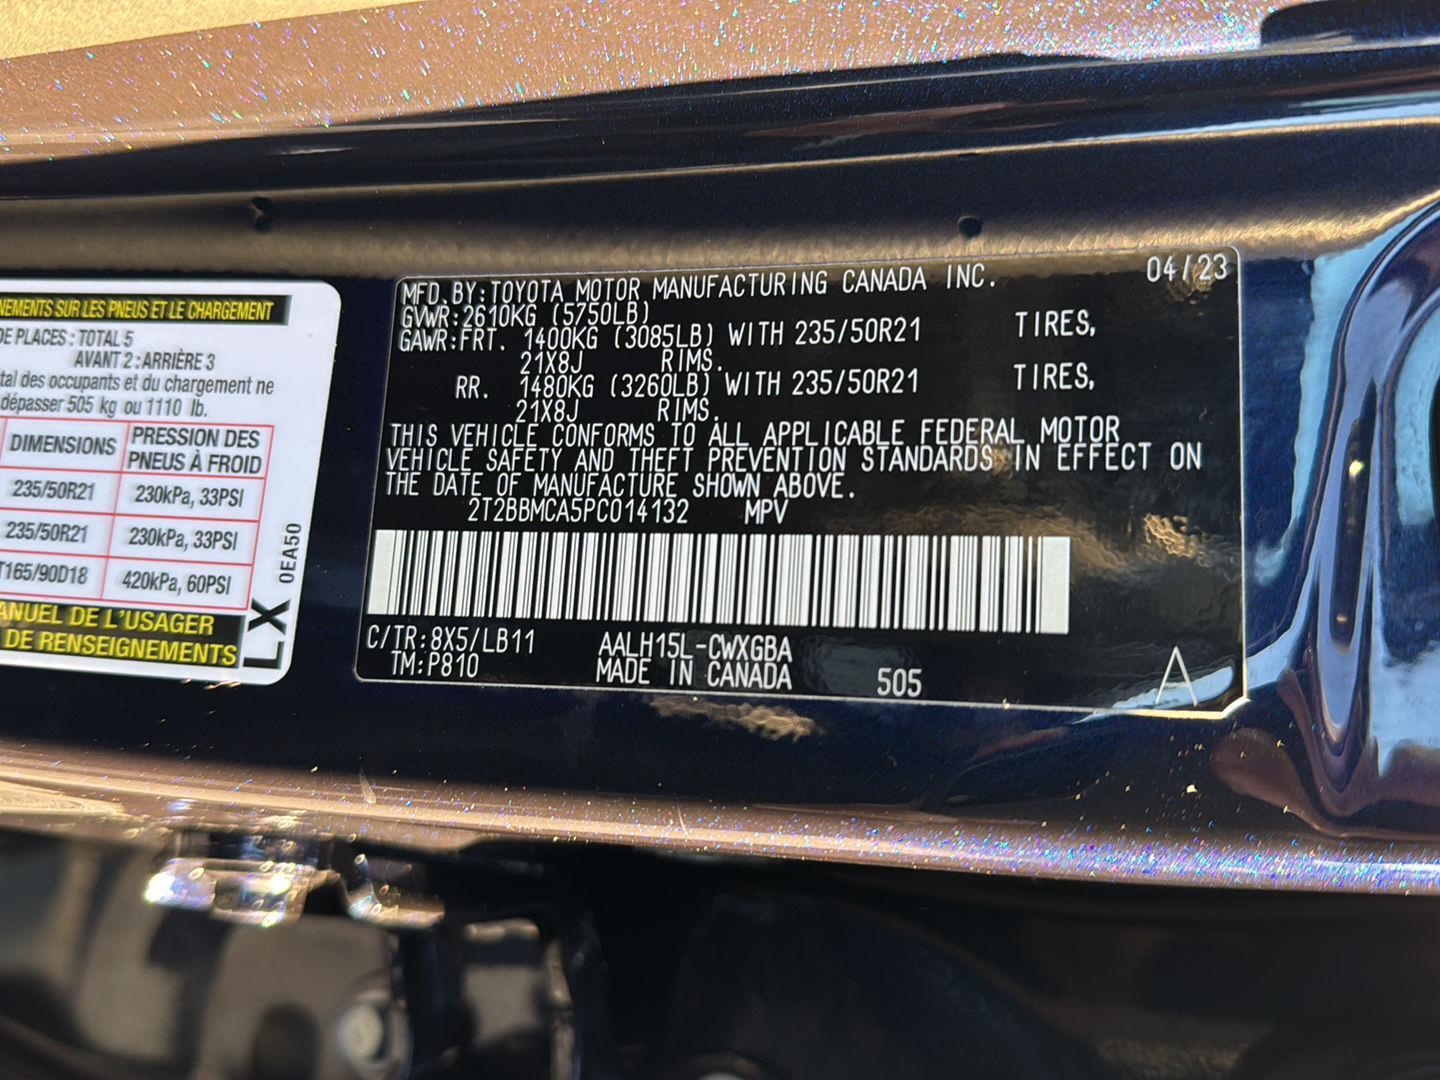 NEMENTS SUR LES PNEUS ET LE CHARGEMENT
DE PLACES : TOTAL 5
AVANT 2 : ARRIÈRE 3
tal des occupants et du chargement ne
dépasser 505 kg ou 1110 lb.
DIMENSIONS PRESSION DES PNEUS À FROID
235/50R21 230kPa, 33PSI
235/50R21 230kPa, 33PSI
T165/90D18 420kPa, 60PSI
ANUEL DE L'USAGER
DE RENSEIGNEMENTS
0EA50
LX
MFD.BY:TOYOTA MOTOR MANUFACTURING CANADA INC. 04/23
GVWR:2610KG (5750LB)
GAWR:FRT. 1400KG (3085LB) WITH 235/50R21 TIRES,
21X8J RIMS.
RR. 1480KG (3260LB) WITH 235/50R21 TIRES,
21X8J RIMS.
THIS VEHICLE CONFORMS TO ALL APPLICABLE FEDERAL MOTOR
VEHICLE SAFETY AND THEFT PREVENTION STANDARDS IN EFFECT ON
THE DATE OF MANUFACTURE SHOWN ABOVE.
2T2BBMCA5PC014132 MPV
C/TR:8X5/LB11 AALH15L-CWXGBA
TM:P810 MADE IN CANADA 505